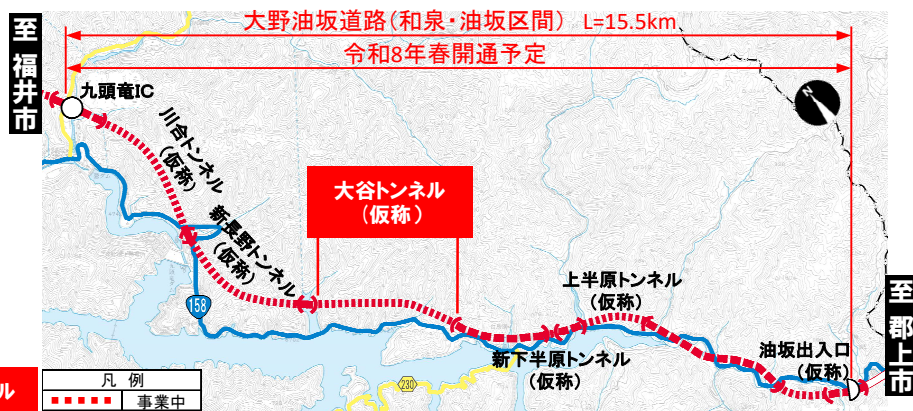 大野油坂道路(和泉・油坂区間) L=15.5km
令和8年春開通予定
至 福井市
九頭竜IC
川合トンネル
(仮称)
新長野トンネル
(仮称)
大谷トンネル
(仮称)
158
上半原トンネル
(仮称)
新下半原トンネル
(仮称)
油坂出入口
(仮称)
至 郡上市
230
N
ル
凡 例
事業中